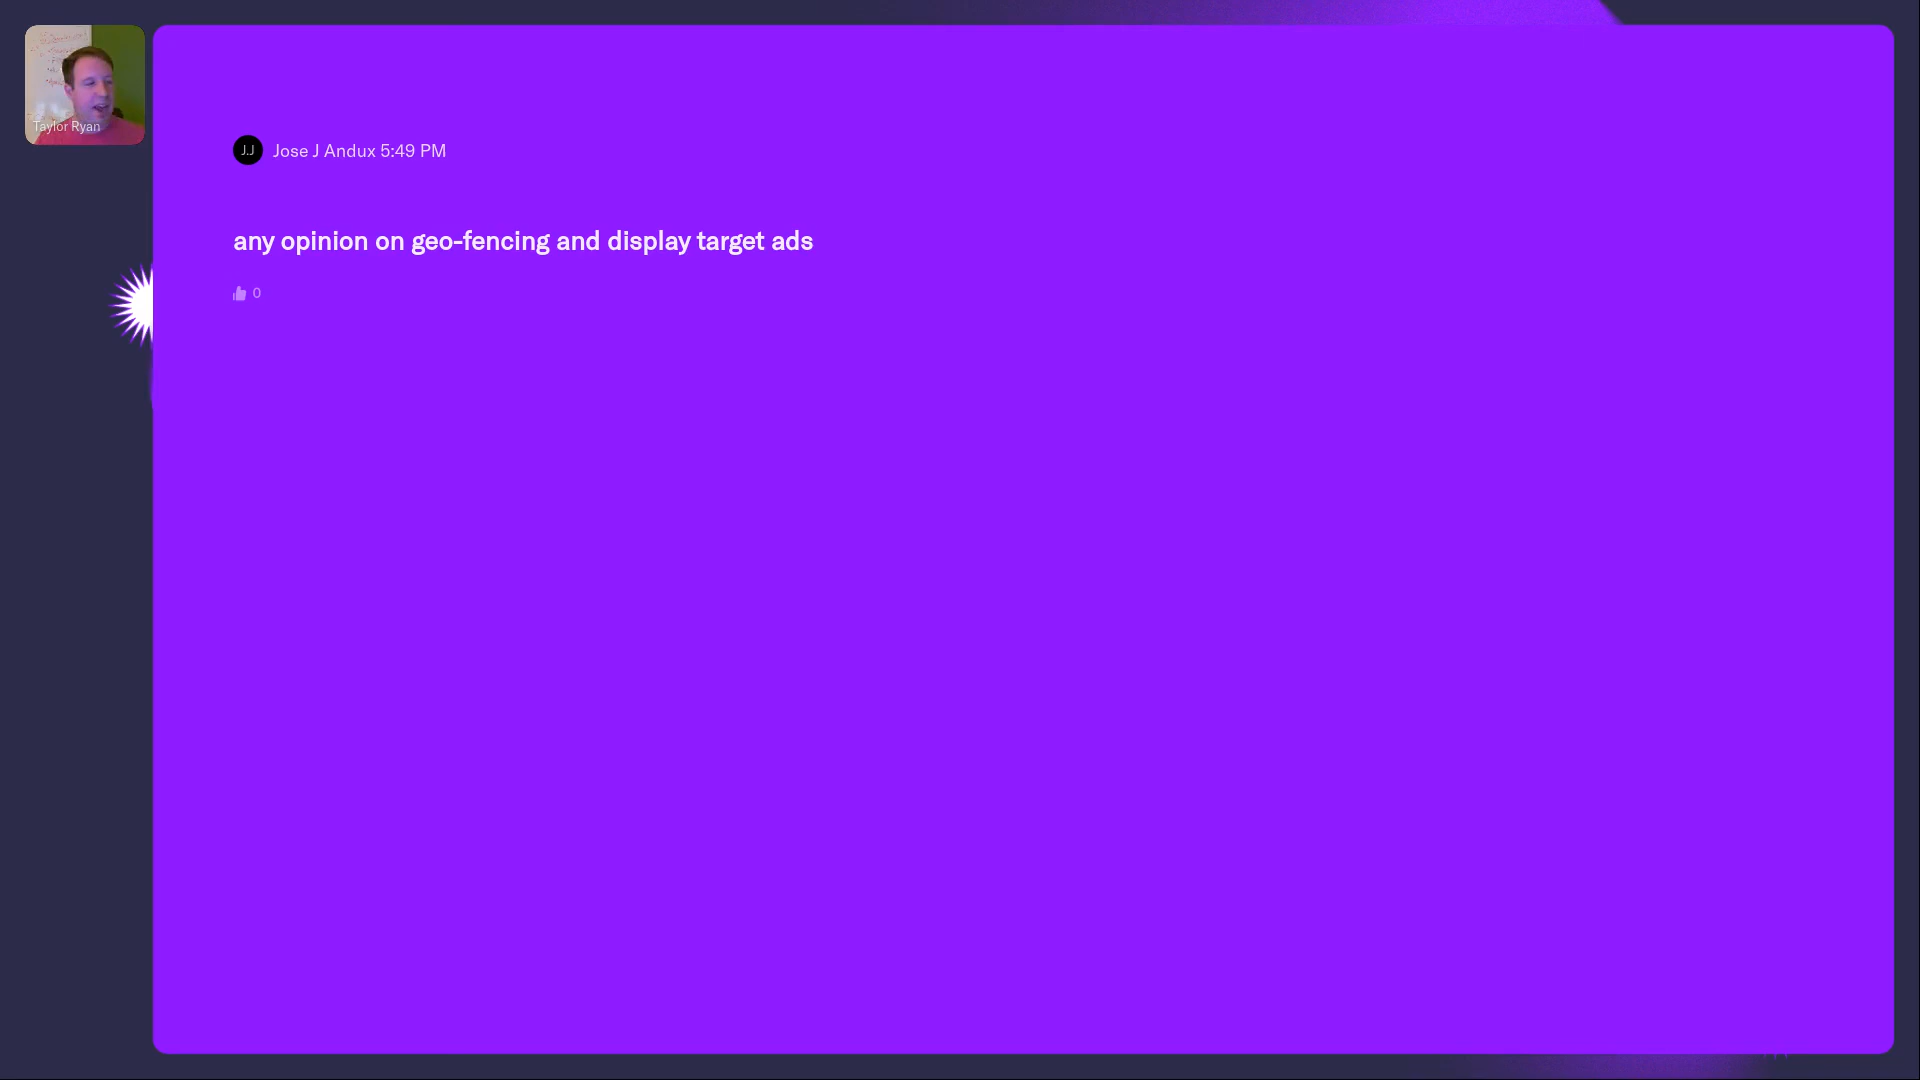 Taylor Ryan
J.J
Jose J Andux 5:49 PM
any opinion on geo-fencing and display target ads
0